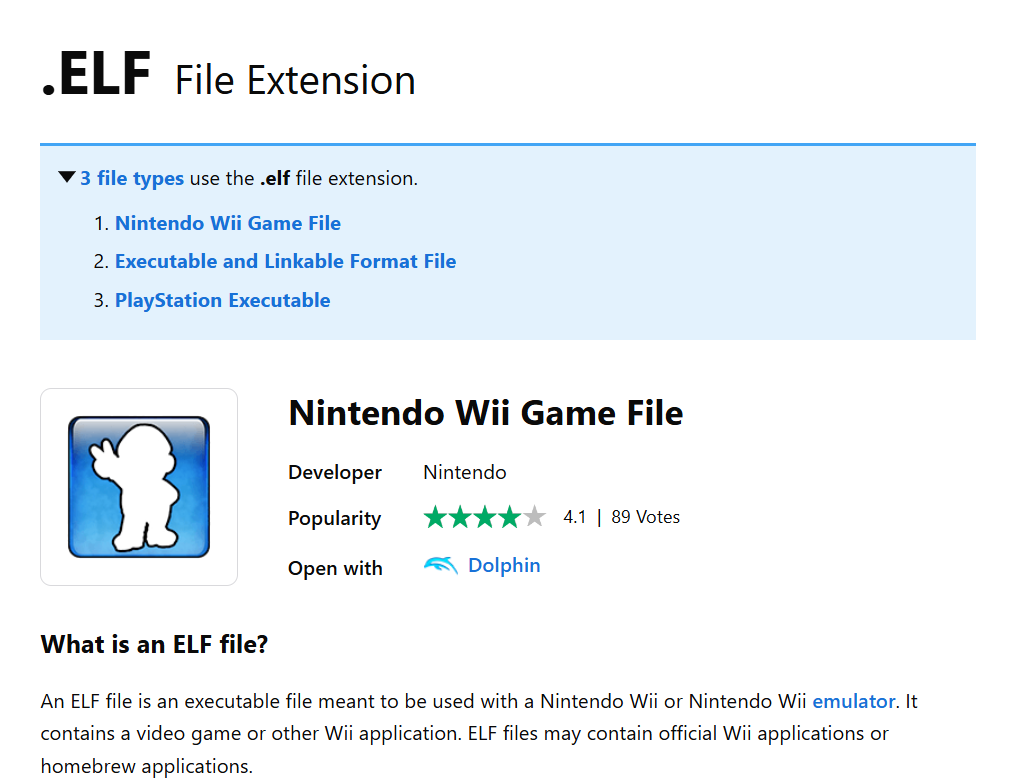 .ELF File Extension
3 file types use the .elf file extension.
1. Nintendo Wii Game File
2. Executable and Linkable Format File
3. PlayStation Executable
Nintendo Wii Game File
Developer Nintendo
Popularity 4.1 | 89 Votes
Open with Dolphin
What is an ELF file?
An ELF file is an executable file meant to be used with a Nintendo Wii or Nintendo Wii emulator. It
contains a video game or other Wii application. ELF files may contain official Wii applications or
homebrew applications.